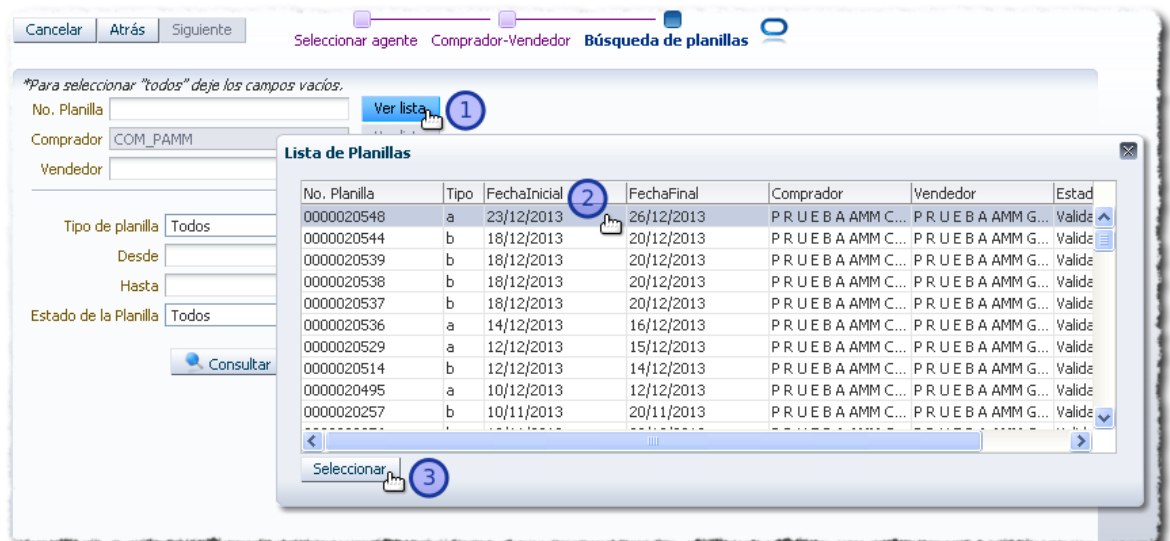 Cancelar Atrás Siguiente
Seleccionar agente Comprador-Vendedor Búsqueda de planillas
*Para seleccionar "todos" deje los campos vacíos.
No. Planilla Ver lista 1
Comprador COM_PAMM
Vendedor
Tipo de planilla Todos
Desde
Hasta
Estado de la Planilla Todos
Consultar
Lista de Planillas
No. Planilla Tipo FechaInicial 2 FechaFinal Comprador Vendedor Estad
0000020548 a 23/12/2013 26/12/2013 P R U E B A AMM C... P R U E B A AMM G... Valida
0000020544 b 18/12/2013 20/12/2013 P R U E B A AMM C... P R U E B A AMM G... Valida
0000020539 b 18/12/2013 20/12/2013 P R U E B A AMM C... P R U E B A AMM G... Valida
0000020538 b 18/12/2013 20/12/2013 P R U E B A AMM C... P R U E B A AMM G... Valida
0000020537 b 18/12/2013 20/12/2013 P R U E B A AMM C... P R U E B A AMM G... Valida
0000020536 a 14/12/2013 16/12/2013 P R U E B A AMM C... P R U E B A AMM G... Valida
0000020529 a 12/12/2013 15/12/2013 P R U E B A AMM C... P R U E B A AMM G... Valida
0000020514 b 12/12/2013 14/12/2013 P R U E B A AMM C... P R U E B A AMM G... Valida
0000020495 a 10/12/2013 12/12/2013 P R U E B A AMM C... P R U E B A AMM G... Valida
0000020257 b 10/11/2013 20/11/2013 P R U E B A AMM C... P R U E B A AMM G... Valida
Seleccionar 3